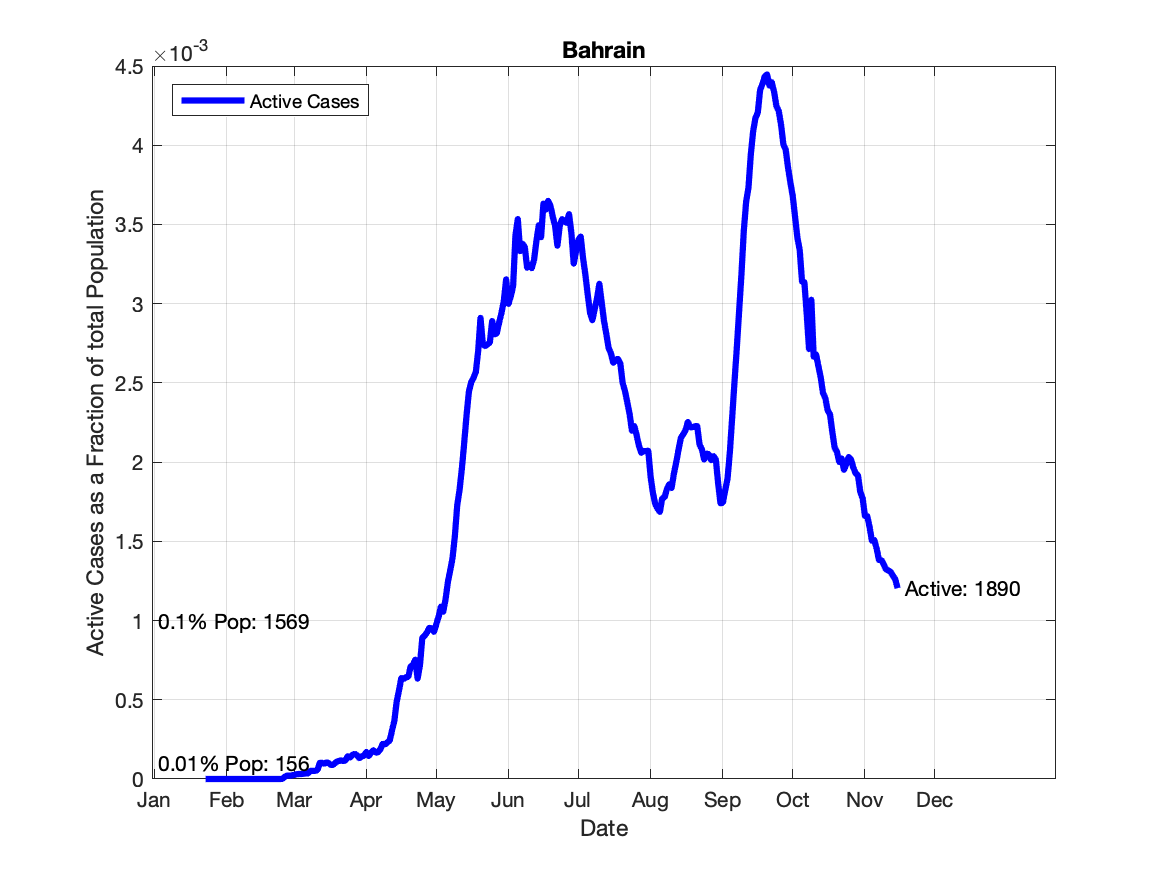 Bahrain
×10-3
4.5
4
3.5
3
2.5
2
1.5
1
0.5
0
Active Cases as a Fraction of total Population
Active Cases
Active: 1890
0.1% Pop: 1569
0.01% Pop: 156
Jan Feb Mar Apr May Jun Jul Aug Sep Oct Nov Dec
Date